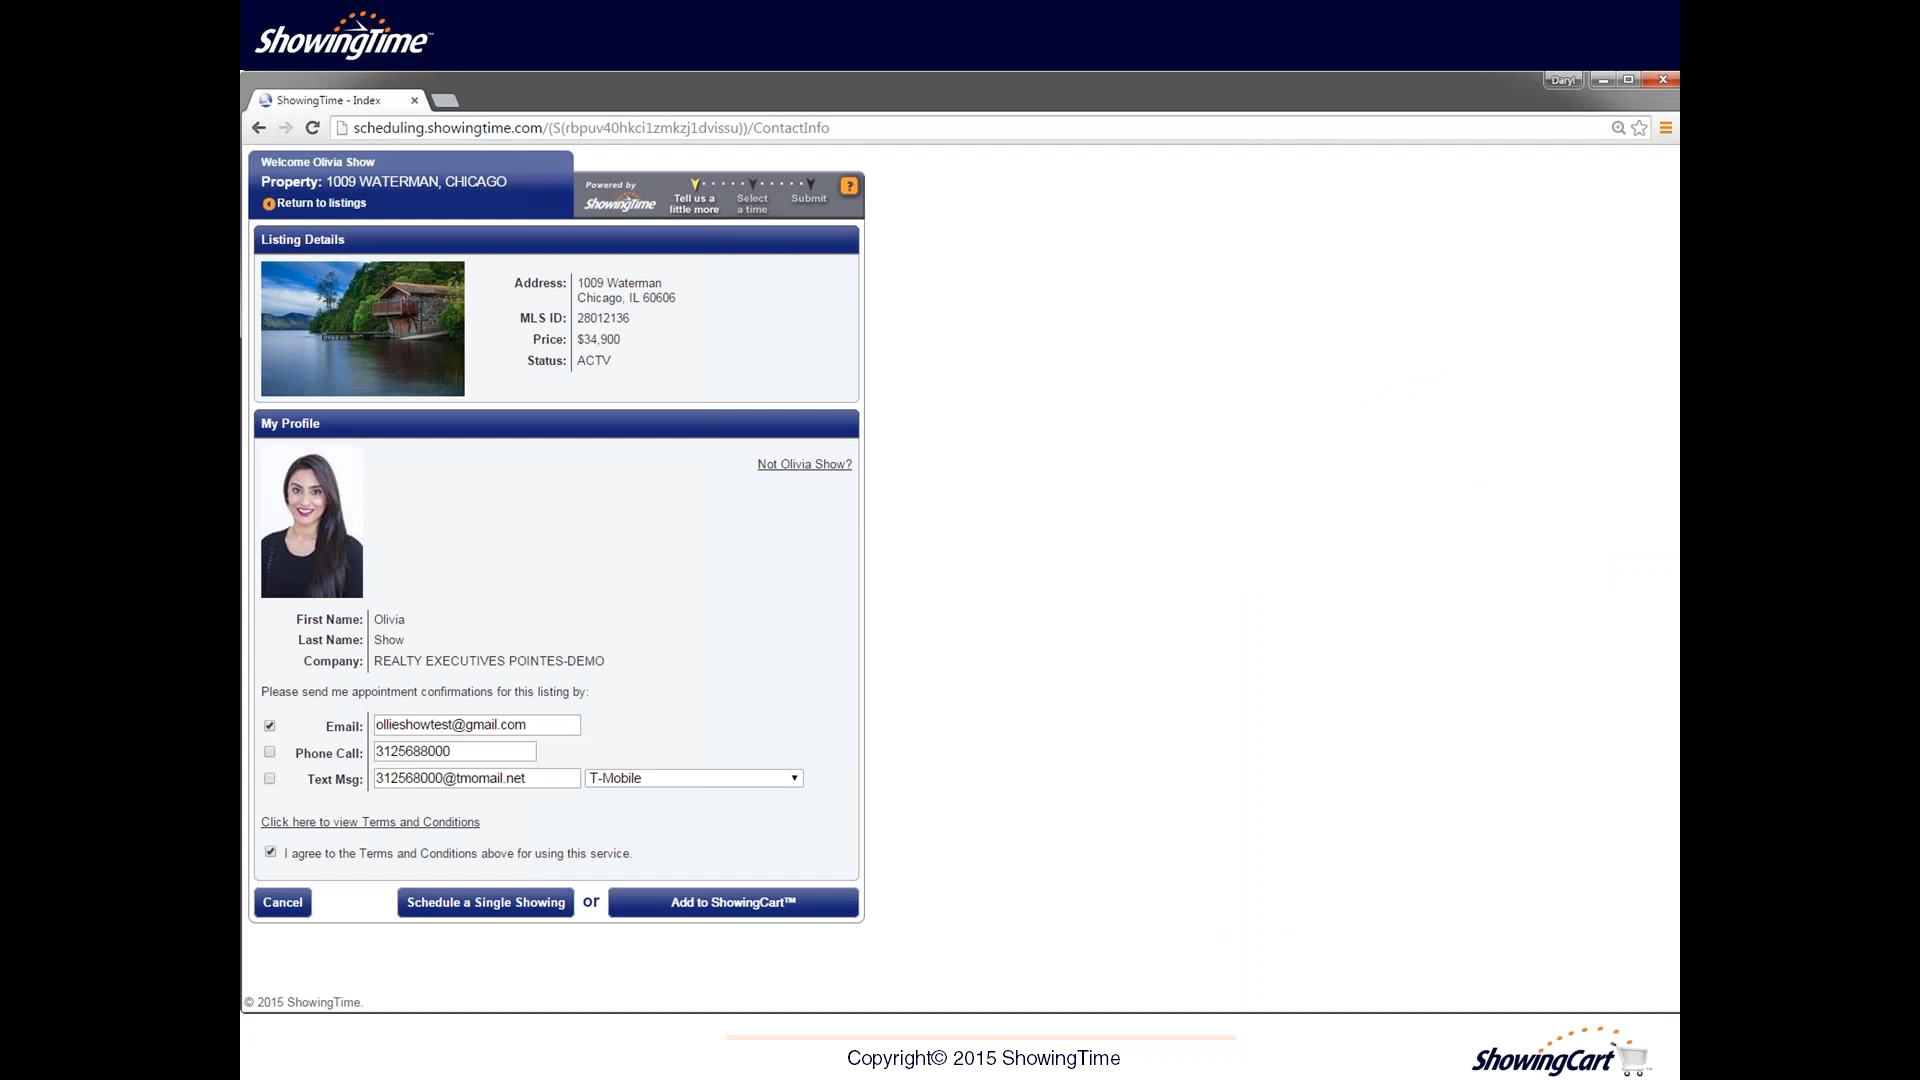 ShowingTime™
Daryl
ShowingTime - Index
scheduling.showingtime.com/(S(rbpuv40hkci1zmkzj1dvissu))/ContactInfo
Welcome Olivia Show
Property: 1009 WATERMAN, CHICAGO
Return to listings
Powered by
ShowingTime
Tell us a
little more
Select
a time
Submit
?
Listing Details
Address: 1009 Waterman
Chicago, IL 60606
MLS ID: 28012136
Price: $34,900
Status: ACTV
My Profile
Not Olivia Show?
First Name: Olivia
Last Name: Show
Company: REALTY EXECUTIVES POINTES-DEMO
Please send me appointment confirmations for this listing by:
Email: ollieshowtest@gmail.com
Phone Call: 3125688000
Text Msg: 312568000@tmomail.net T-Mobile
Click here to view Terms and Conditions
I agree to the Terms and Conditions above for using this service.
Cancel Schedule a Single Showing or Add to ShowingCart™
© 2015 ShowingTime.
Copyright© 2015 ShowingTime
ShowingCart™